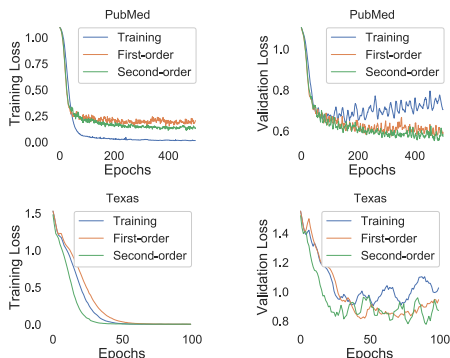 PubMed
Training Loss
1.00
0.75
0.50
0.25
0.00
Training
First-order
Second-order
0
200
400
Epochs
PubMed
Validation Loss
1.0
0.8
0.6
Training
First-order
Second-order
0
200
400
Epochs
Texas
Training Loss
1.5
1.0
0.5
0.0
Training
First-order
Second-order
0
50
100
Epochs
Texas
Validation Loss
1.4
1.2
1.0
0.8
Training
First-order
Second-order
0
50
100
Epochs